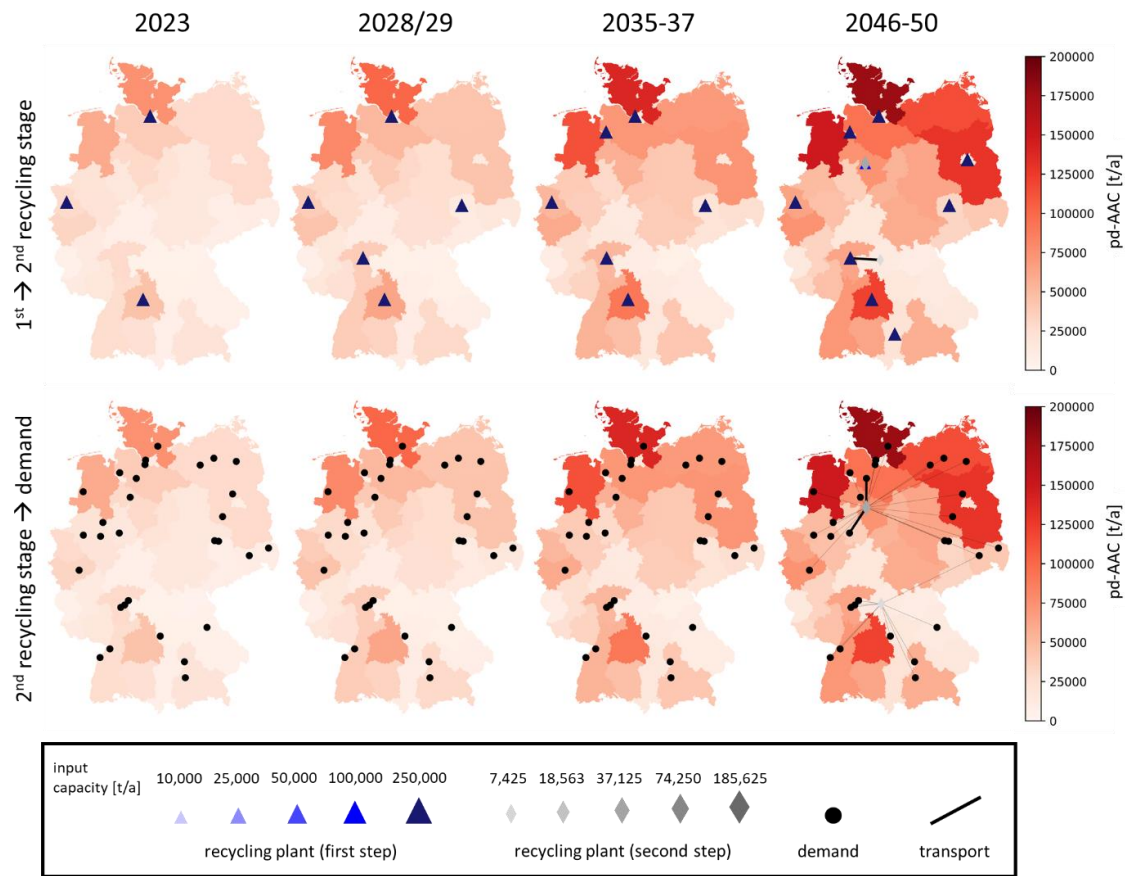 2023 2028/29 2035-37 2046-50
1st → 2nd recycling stage
200000
175000
150000
125000
100000
75000
50000
25000
0
pd-AAC [t/a]
2nd recycling stage → demand
200000
175000
150000
125000
100000
75000
50000
25000
0
pd-AAC [t/a]
input
capacity [t/a]
10,000 25,000 50,000 100,000 250,000
7,425 18,563 37,125 74,250 185,625
recycling plant (first step) recycling plant (second step) demand transport